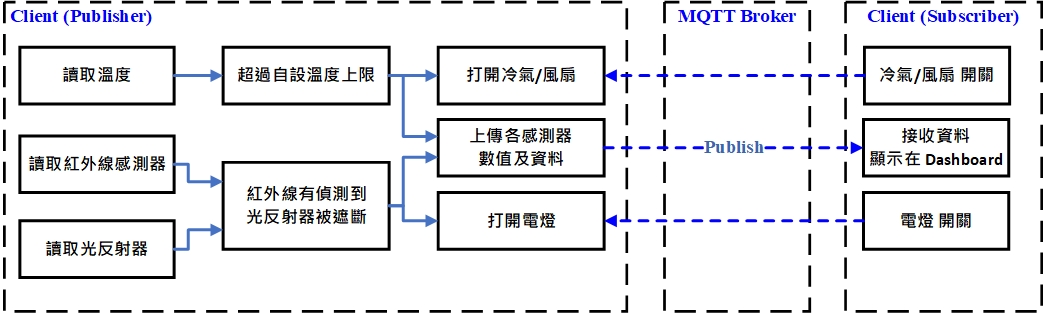 Client (Publisher)
MQTT Broker
Client (Subscriber)
讀取溫度
超過自設溫度上限
打開冷氣/風扇
冷氣/風扇 開關
讀取紅外線感測器
上傳各感測器
數值及資料
Publish
接收資料
顯示在 Dashboard
紅外線有偵測到
光反射器被遮斷
讀取光反射器
打開電燈
電燈 開關